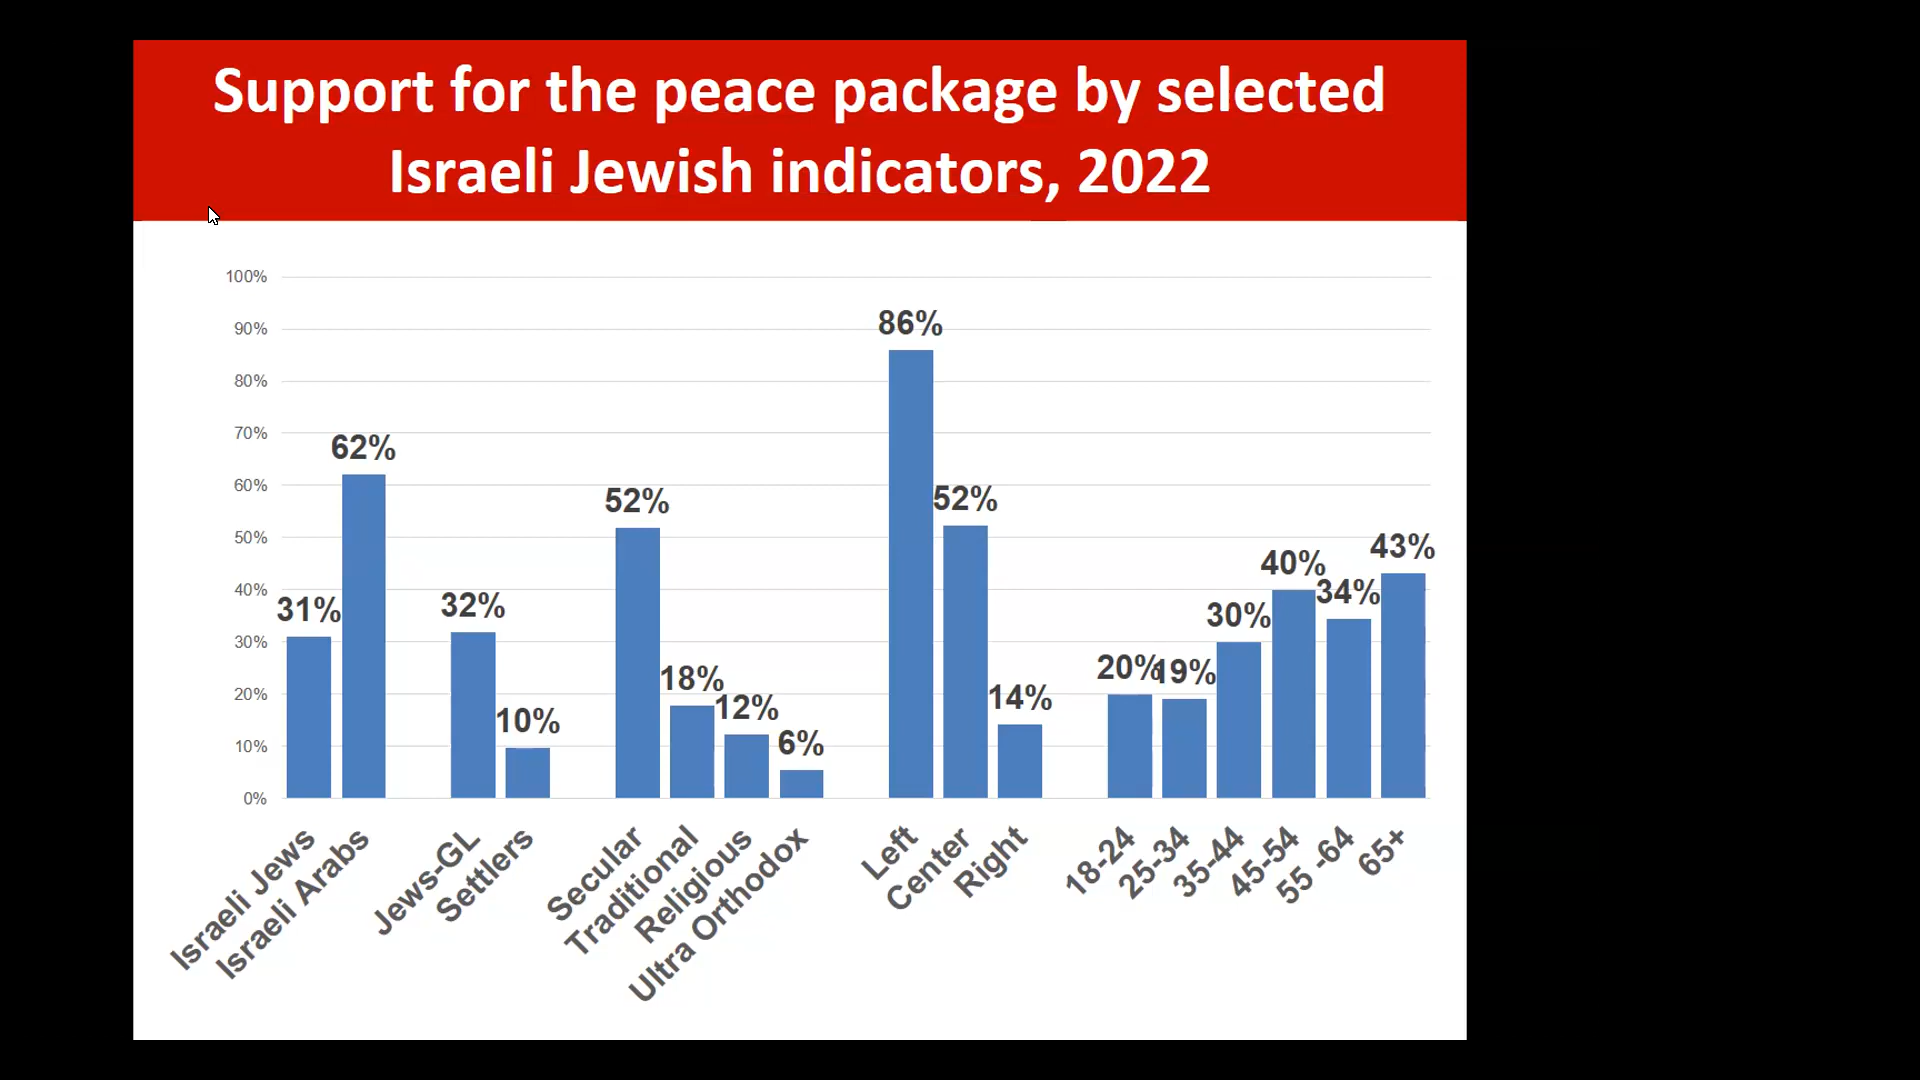 Support for the peace package by selected
Israeli Jewish indicators, 2022
100%
90%
80%
70%
60%
50%
40%
30%
20%
10%
0%
31%
62%
32%
10%
52%
18%
12%
6%
86%
52%
14%
20%
19%
30%
40%
34%
43%
Israeli Jews
Israeli Arabs
Jews-GL
Settlers
Secular
Traditional
Religious
Ultra Orthodox
Left
Center
Right
18-24
25-34
35-44
45-54
55 -64
65+